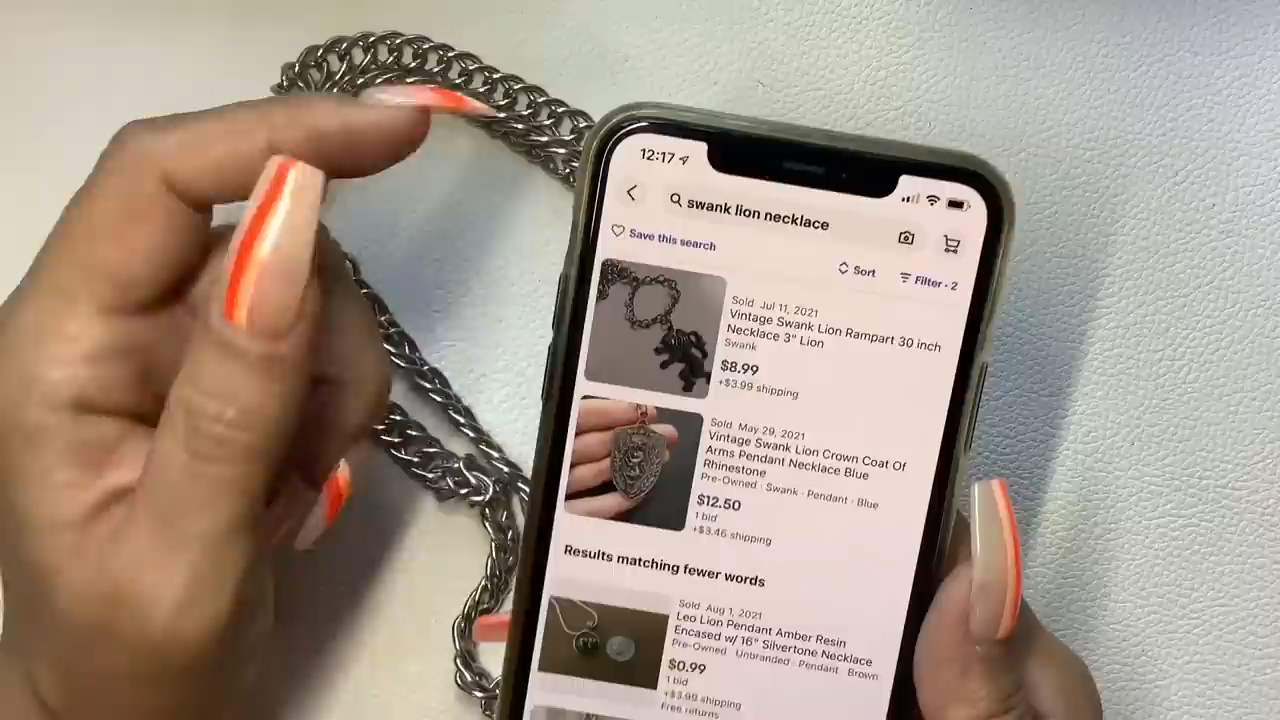 12:17
swank lion necklace
Save this search
Sort
Filter · 2
Sold Jul 11, 2021
Vintage Swank Lion Rampart 30 inch
Necklace 3" Lion
Swank
$8.99
+$3.99 shipping
Sold May 29, 2021
Vintage Swank Lion Crown Coat Of
Arms Pendant Necklace Blue
Rhinestone
Pre-Owned · Swank · Pendant · Blue
$12.50
1 bid
+$3.46 shipping
Results matching fewer words
Sold Aug 1, 2021
Leo Lion Pendant Amber Resin
Encased w/ 16" Silvertone Necklace
Pre-Owned · Unbranded · Pendant · Brown
$0.99
1 bid
+$3.99 shipping
Free returns